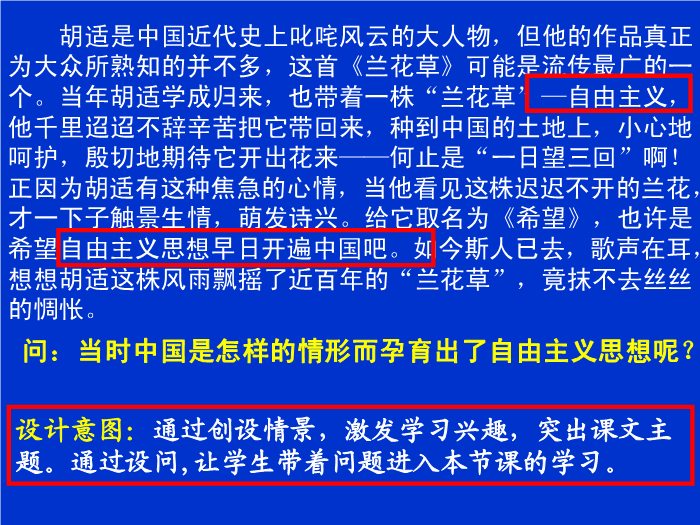 胡适是中国近代史上叱咤风云的大人物，但他的作品真正
为大众所熟知的并不多，这首《兰花草》可能是流传最广的一
个。当年胡适学成归来，也带着一株“兰花草”—自由主义，
他千里迢迢不辞辛苦把它带回来，种到中国的土地上，小心地
呵护，殷切地期待它开出花来——何止是“一日望三回”啊！
正因为胡适有这种焦急的心情，当他看见这株迟迟不开的兰花，
才一下子触景生情，萌发诗兴。给它取名为《希望》，也许是
希望自由主义思想早日开遍中国吧。如今斯人已去，歌声在耳，
想想胡适这株风雨飘摇了近百年的“兰花草”，竟抹不去丝丝
的惆怅。
问：当时中国是怎样的情形而孕育出了自由主义思想呢？
设计意图：通过创设情景，激发学习兴趣，突出课文主
题。通过设问,让学生带着问题进入本节课的学习。